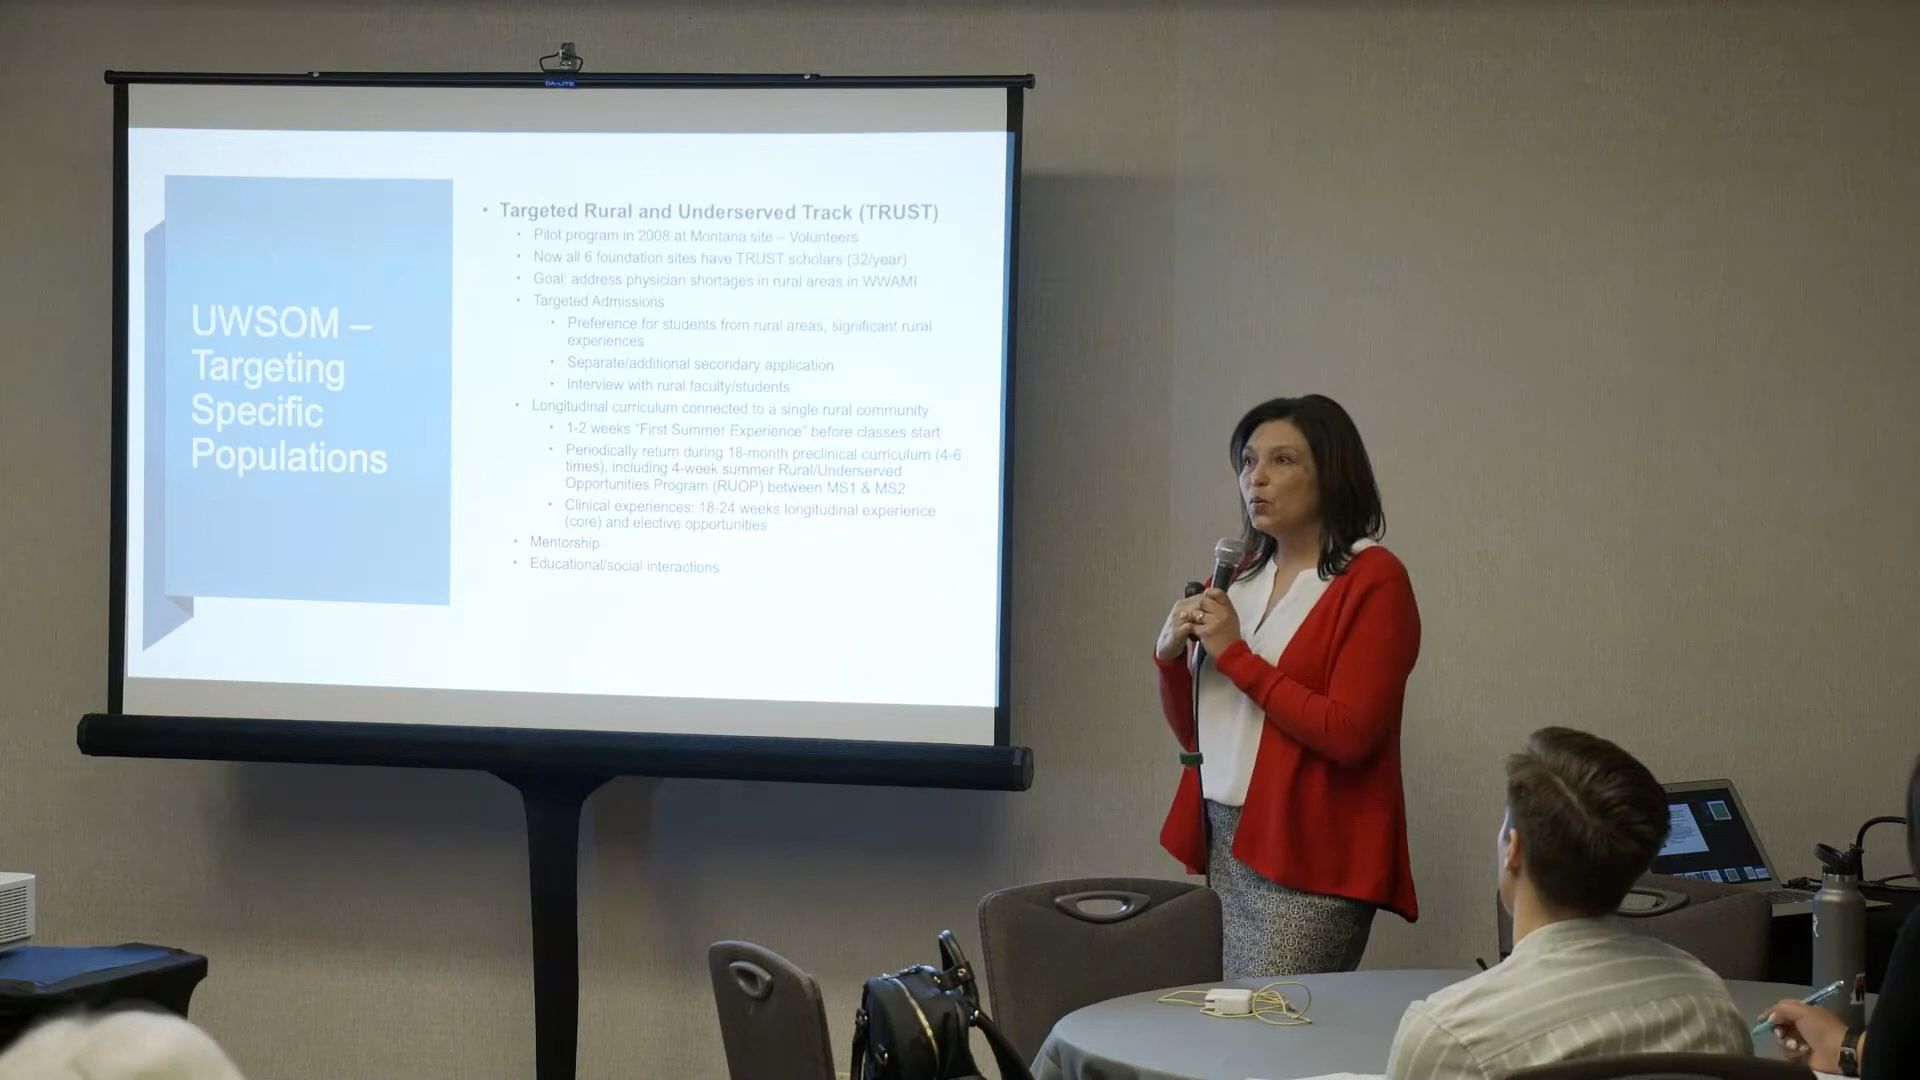 DA-LITE
UWSOM –
Targeting
Specific
Populations
• Targeted Rural and Underserved Track (TRUST)
• Pilot program in 2008 at Montana site – Volunteers
• Now all 6 foundation sites have TRUST scholars (32/year)
• Goal: address physician shortages in rural areas in WWAMI
• Targeted Admissions
• Preference for students from rural areas, significant rural
experiences
• Separate/additional secondary application
• Interview with rural faculty/students
• Longitudinal curriculum connected to a single rural community
• 1-2 weeks “First Summer Experience” before classes start
• Periodically return during 18-month preclinical curriculum (4-6
times), including 4-week summer Rural/Underserved
Opportunities Program (RUOP) between MS1 & MS2
• Clinical experiences: 18-24 weeks longitudinal experience
(core) and elective opportunities
• Mentorship
• Educational/social interactions